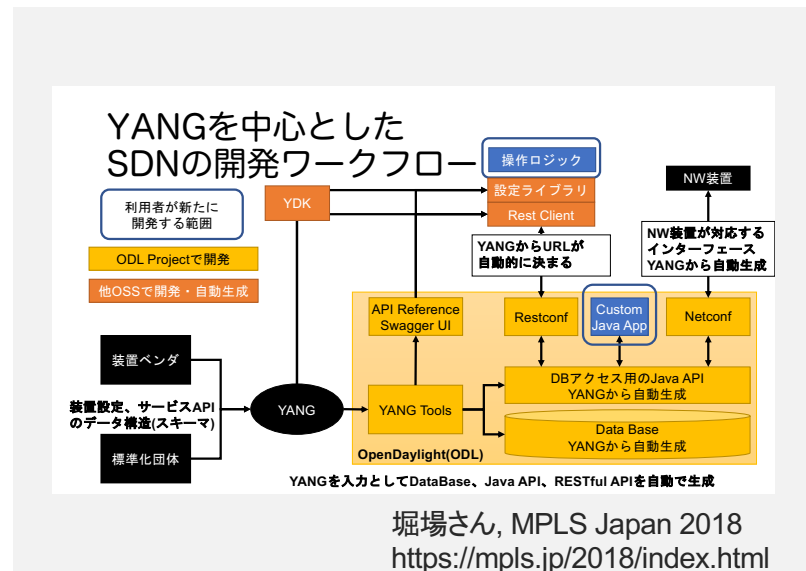 YANGを中心とした
SDNの開発ワークフロー
操作ロジック
設定ライブラリ
Rest Client
NW装置
YDK
利用者が新たに
開発する範囲
ODL Projectで開発
他OSSで開発・自動生成
YANGからURLが
自動的に決まる
NW装置が対応する
インターフェース
YANGから自動生成
API Reference
Swagger UI
Restconf
Custom
Java App
Netconf
装置ベンダ
装置設定、サービスAPI
のデータ構造(スキーマ)
標準化団体
YANG
YANG Tools
DBアクセス用のJava API
YANGから自動生成
Data Base
YANGから自動生成
OpenDaylight(ODL)
YANGを入力としてDataBase、Java API、RESTful APIを自動で生成
堀場さん, MPLS Japan 2018
https://mpls.jp/2018/index.html